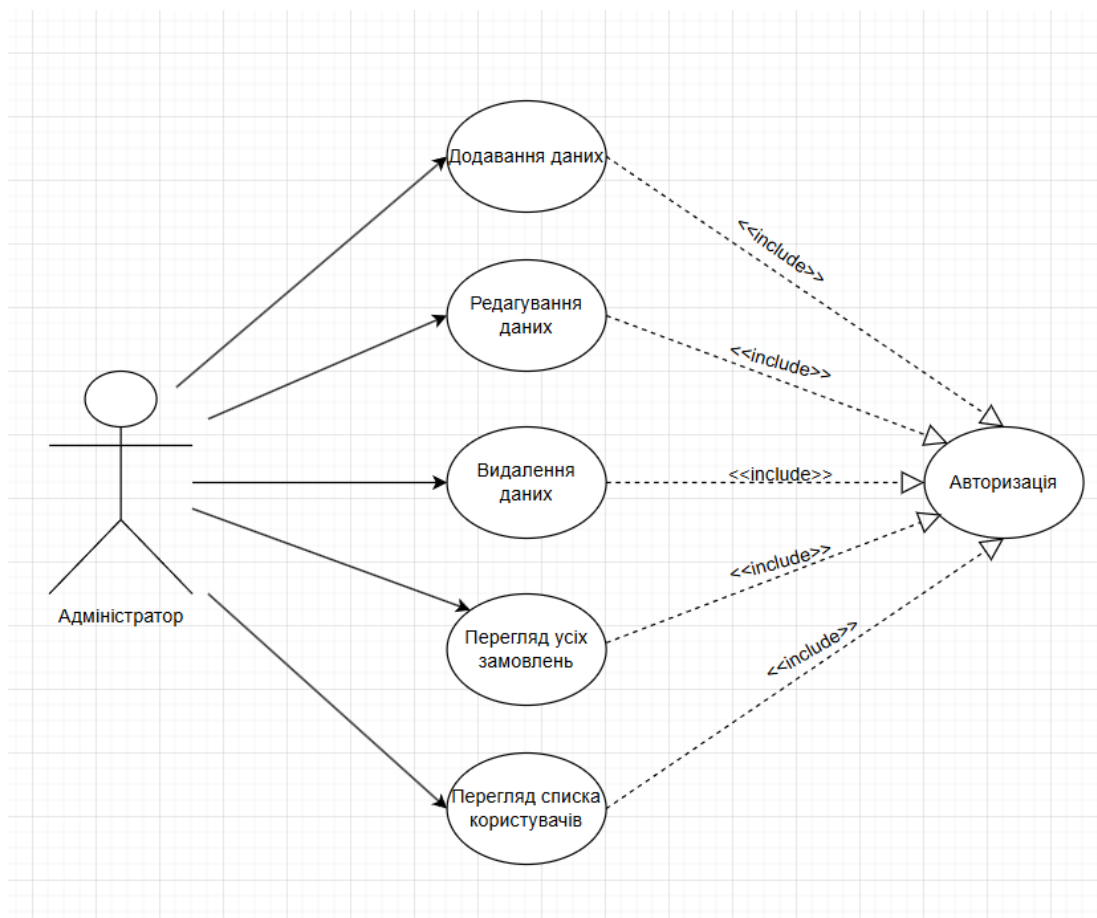 Додавання даних
<<include>>
Редагування
даних
<<include>>
Видалення
даних
<<include>>
Авторизація
<<include>>
Адміністратор
Перегляд усіх
замовлень
<<include>>
Перегляд списка
користувачів